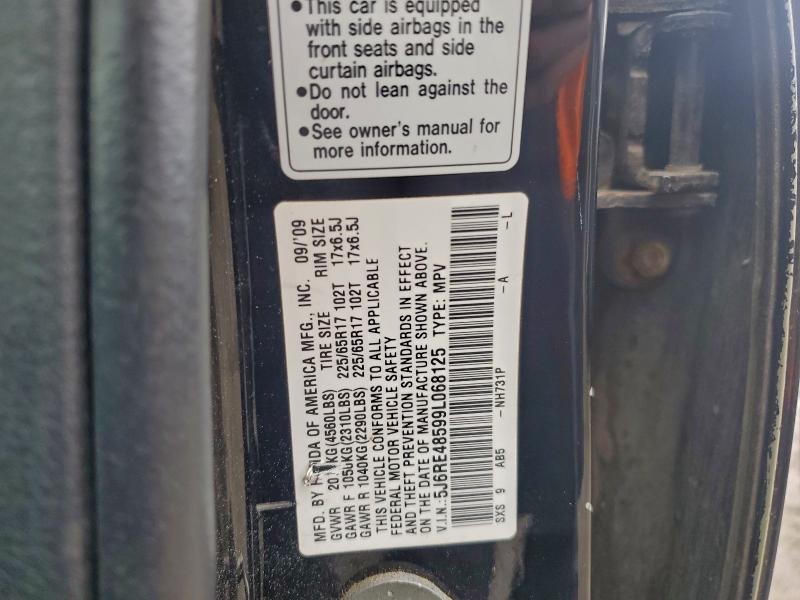 •This car is equipped
with side airbags in the
front seats and side
curtain airbags.
•Do not lean against the
door.
•See owner's manual for
more information.
MFD. BY OF AMERICA MFG., INC. 09/'09
GVWR (4560LBS) TIRE SIZE RIM SIZE
GAWR F 1050KG(2310LBS) 225/65R17 102T 17x6.5J
GAWR R 1040KG(2290LBS) 225/65R17 102T 17x6.5J
THIS VEHICLE CONFORMS TO ALL APPLICABLE
FEDERAL MOTOR VEHICLE SAFETY
AND THEFT PREVENTION STANDARDS IN EFFECT
ON THE DATE OF MANUFACTURE SHOWN ABOVE.
V.I.N.:5J6RE48599L068125 TYPE: MPV
SXS 9 AB5 -NH731P -A -L